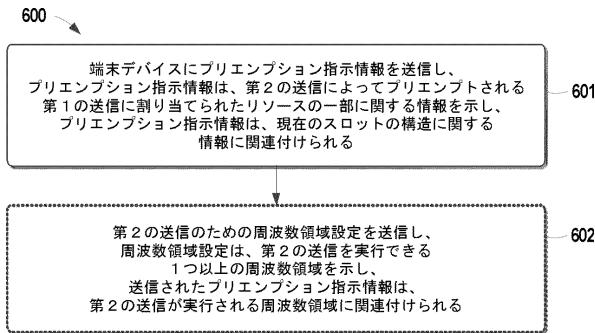 600
端末デバイスにプリエンプション指示情報を送信し、
プリエンプション指示情報は、第2の送信によってプリエンプトされる
第1の送信に割り当てられたリソースの一部に関する情報を示し、
プリエンプション指示情報は、現在のスロットの構造に関する
情報に関連付けられる
601
第2の送信のための周波数領域設定を送信し、
周波数領域設定は、第2の送信を実行できる
1つ以上の周波数領域を示し、
送信されたプリエンプション指示情報は、
第2の送信が実行される周波数領域に関連付けられる
602